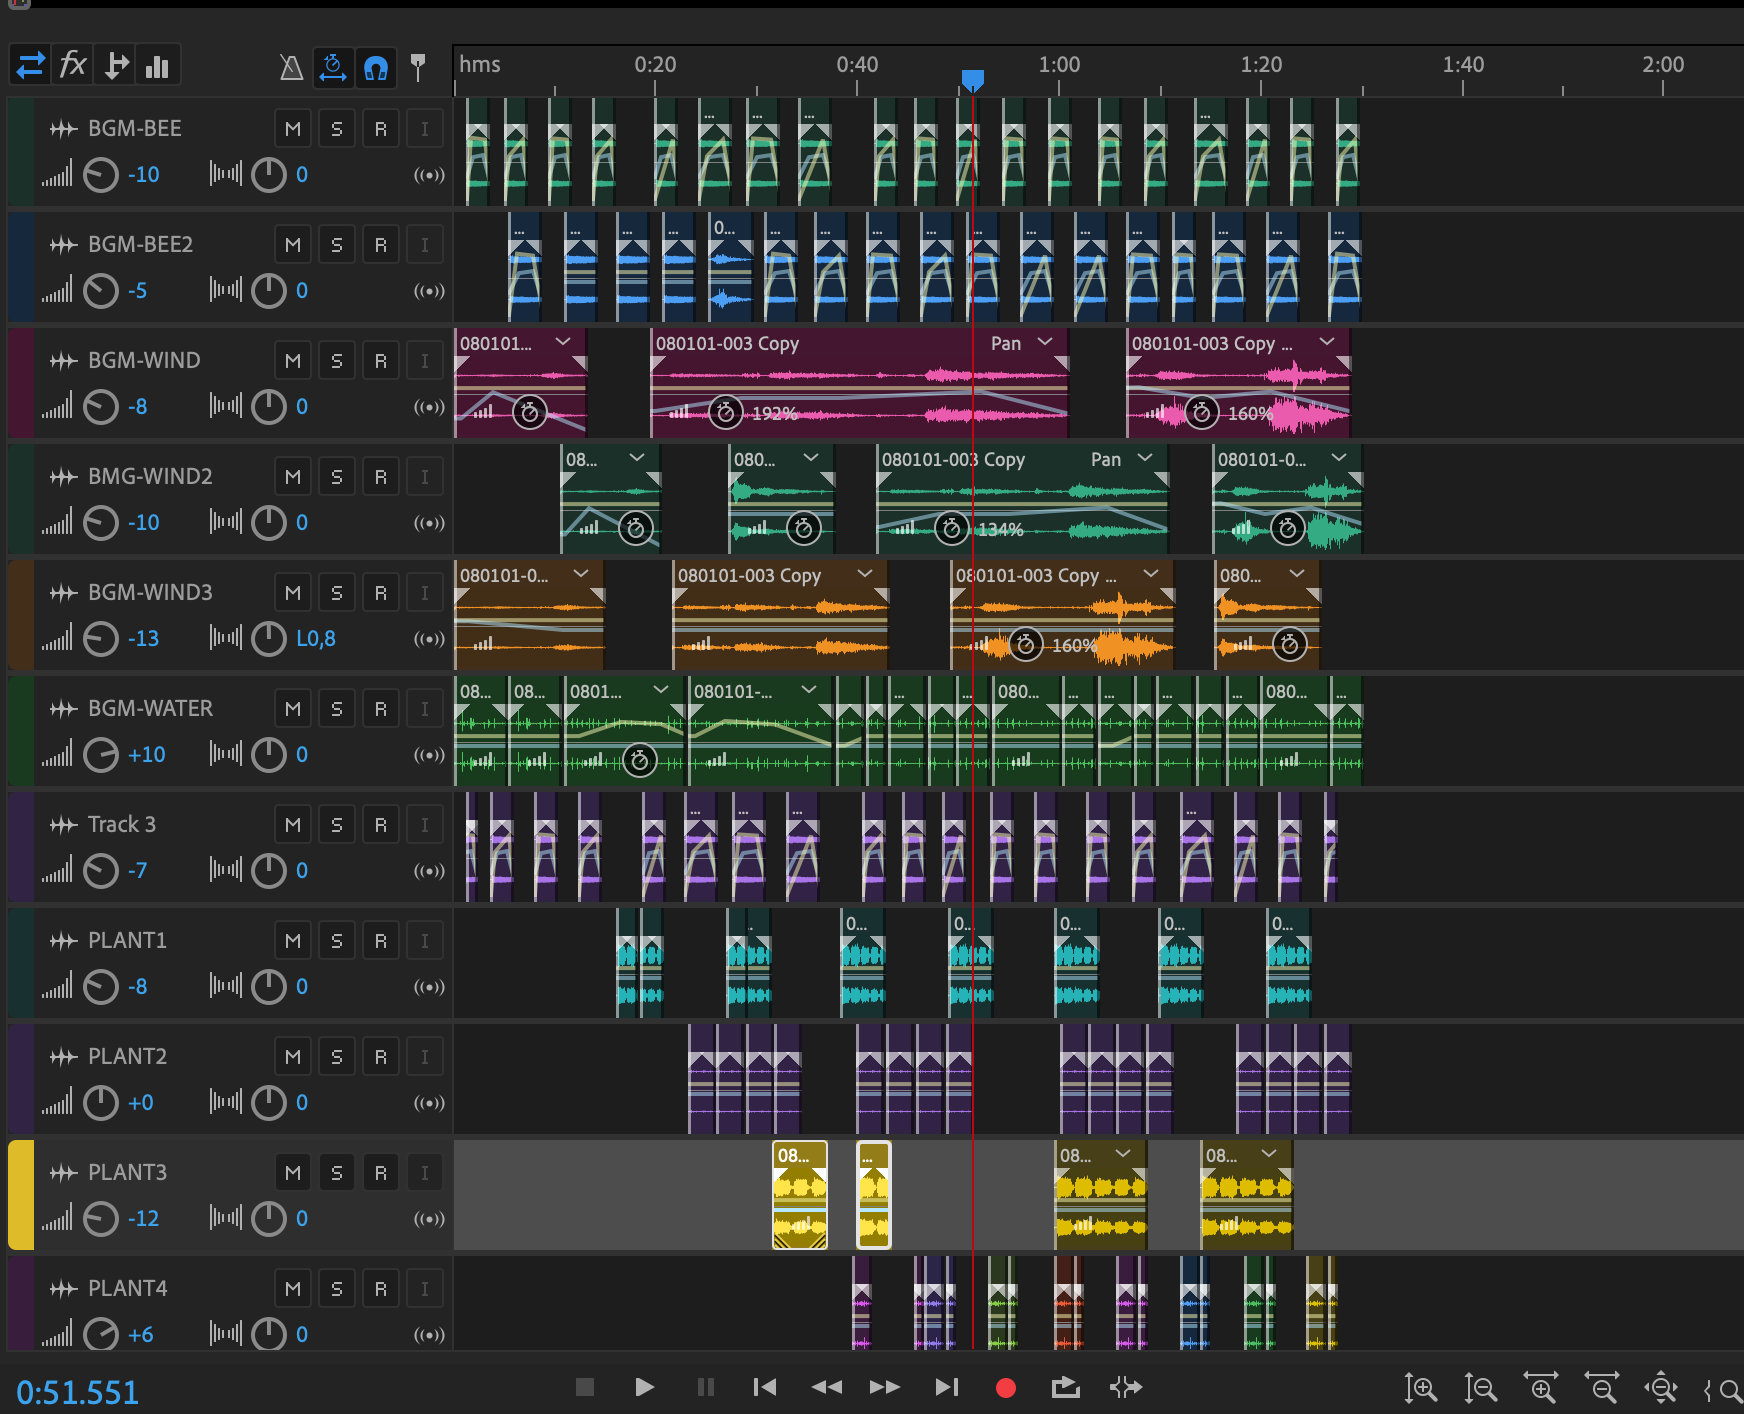 fx hms 0:20 0:40 1:00 1:20 1:40 2:00
BGM-BEE M S R I
-10 0
BGM-BEE2 M S R I ... ... ... ... 0... ... ... ... ... ... ... ... ... ... ... ... ...
-5 0
BGM-WIND M S R I 080101... 080101-003 Copy Pan 080101-003 Copy ...
-8 0 192% 160%
BMG-WIND2 M S R I 08... 080... 080101-003 Copy Pan 080101-0...
-10 0 134%
BGM-WIND3 M S R I 080101-0... 080101-003 Copy 080101-003 Copy ... 080...
-13 L0,8 160%
BGM-WATER M S R I 08... 08... 0801... 080101-... ... ... 080... ... ... ... ... 080... ...
+10 0
Track 3 M S R I ... ... ... ...
-7 0
PLANT1 M S R I 0... 0... 0... 0... 0...
-8 0
PLANT2 M S R I
+0 0
PLANT3 M S R I 08... ... 08... 08...
-12 0
PLANT4 M S R I
+6 0
0:51.551